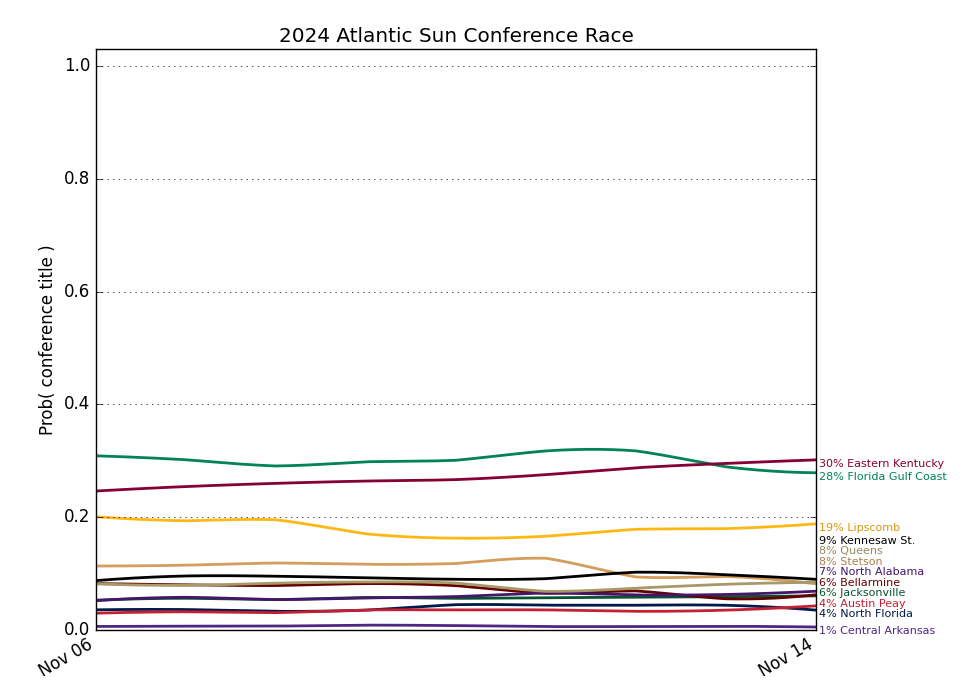 2024 Atlantic Sun Conference Race
Prob( conference title )
1.0
0.8
0.6
0.4
0.2
0.0
Nov 06
Nov 14
30% Eastern Kentucky
28% Florida Gulf Coast
19% Lipscomb
9% Kennesaw St.
8% Queens
8% Stetson
7% North Alabama
6% Bellarmine
6% Jacksonville
4% Austin Peay
4% North Florida
1% Central Arkansas